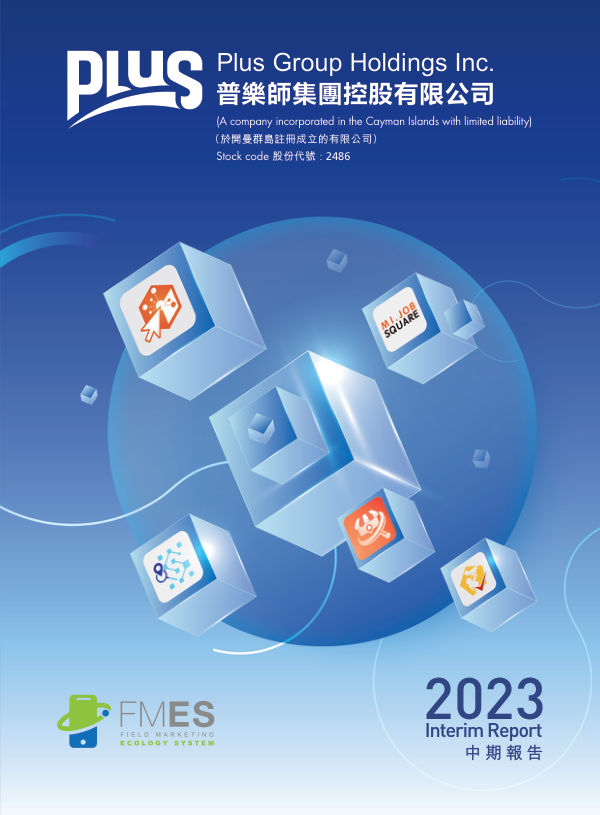 PLUS
Plus Group Holdings Inc.
普樂師集團控股有限公司
(A company incorporated in the Cayman Islands with limited liability)
(於開曼群島註冊成立的有限公司)
Stock code 股份代號 : 2486
MI.JOB
SQUARE
FMES
FIELD MARKETING
ECOLOGY SYSTEM
2023
Interim Report
中期報告